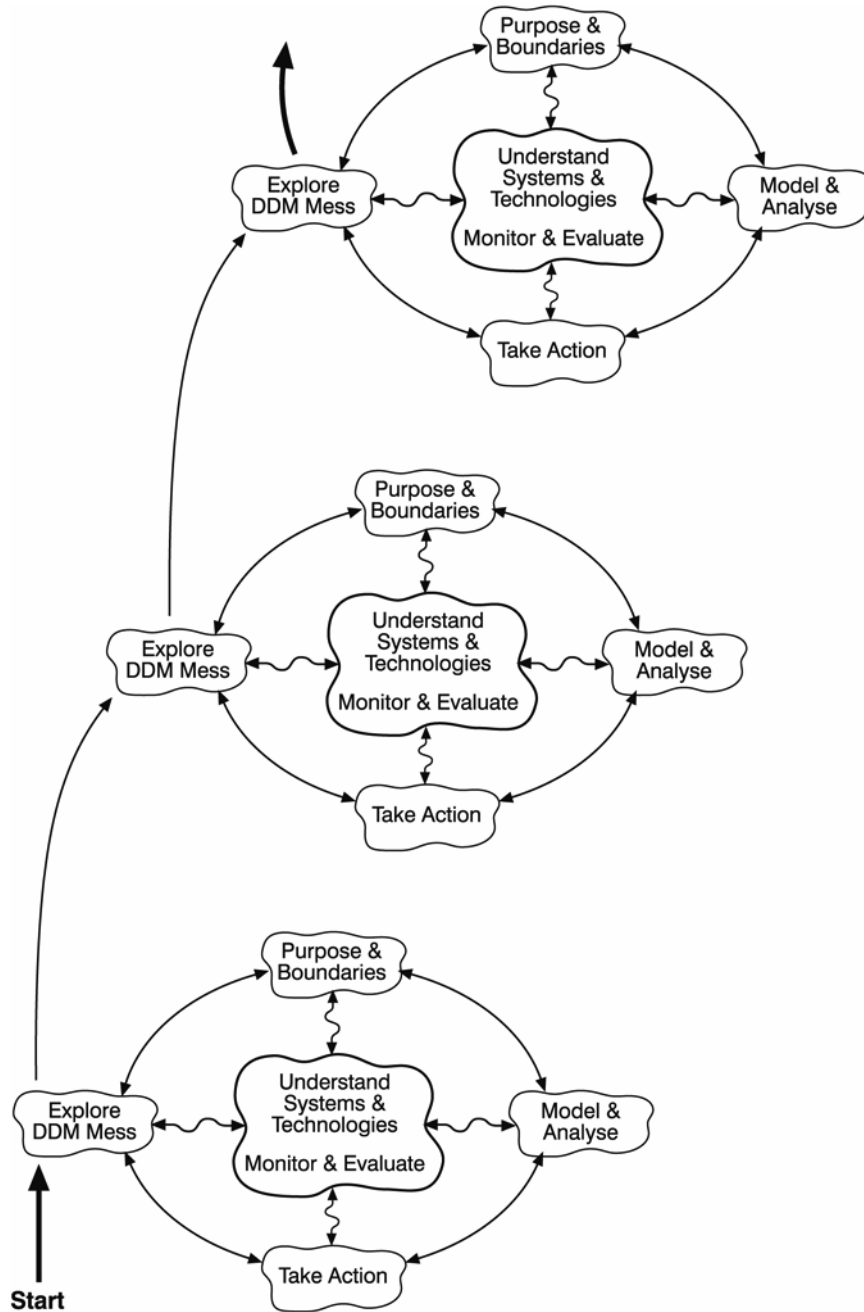 Purpose &
Boundaries
Explore
DDM Mess
Understand
Systems &
Technologies
Monitor & Evaluate
Model &
Analyse
Take Action
Purpose &
Boundaries
Explore
DDM Mess
Understand
Systems &
Technologies
Monitor & Evaluate
Model &
Analyse
Take Action
Purpose &
Boundaries
Explore
DDM Mess
Understand
Systems &
Technologies
Monitor & Evaluate
Model &
Analyse
Take Action
Start